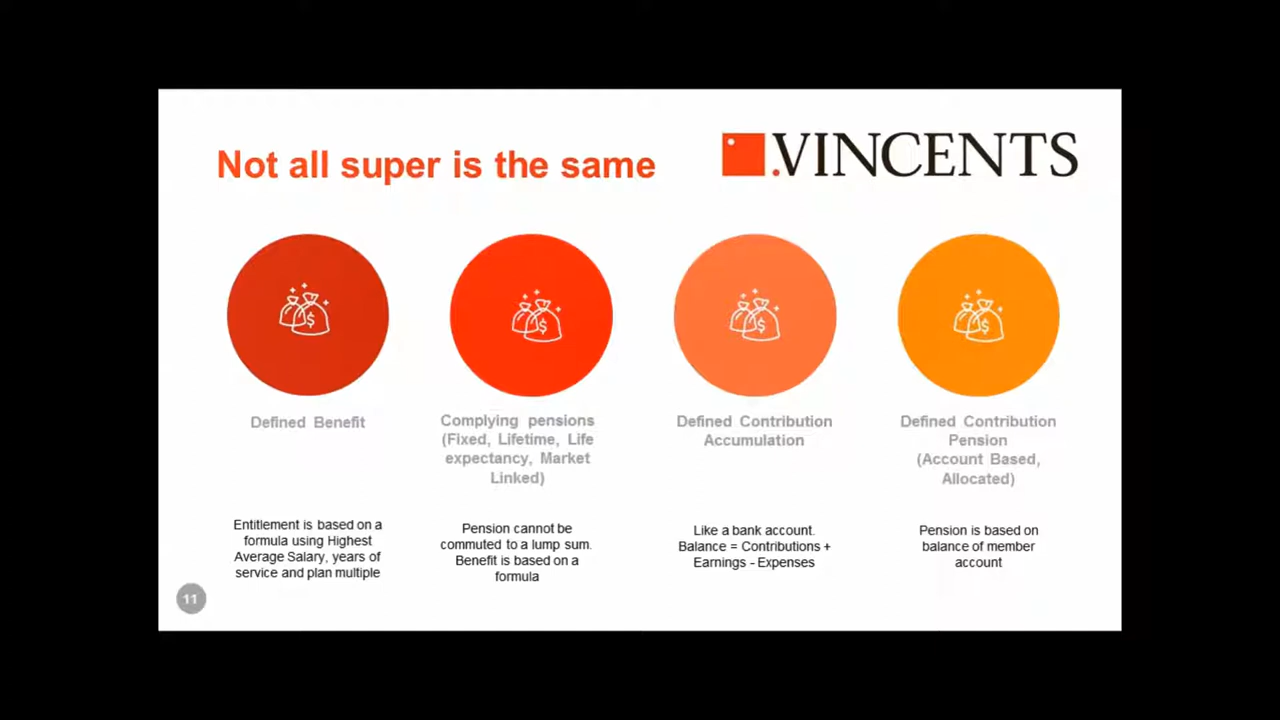 Not all super is the same
.VINCENTS
Defined Benefit
Complying pensions
(Fixed, Lifetime, Life
expectancy, Market
Linked)
Defined Contribution
Accumulation
Defined Contribution
Pension
(Account Based,
Allocated)
Entitlement is based on a
formula using Highest
Average Salary, years of
service and plan multiple
Pension cannot be
commuted to a lump sum.
Benefit is based on a
formula
Like a bank account.
Balance = Contributions +
Earnings - Expenses
Pension is based on
balance of member
account
11